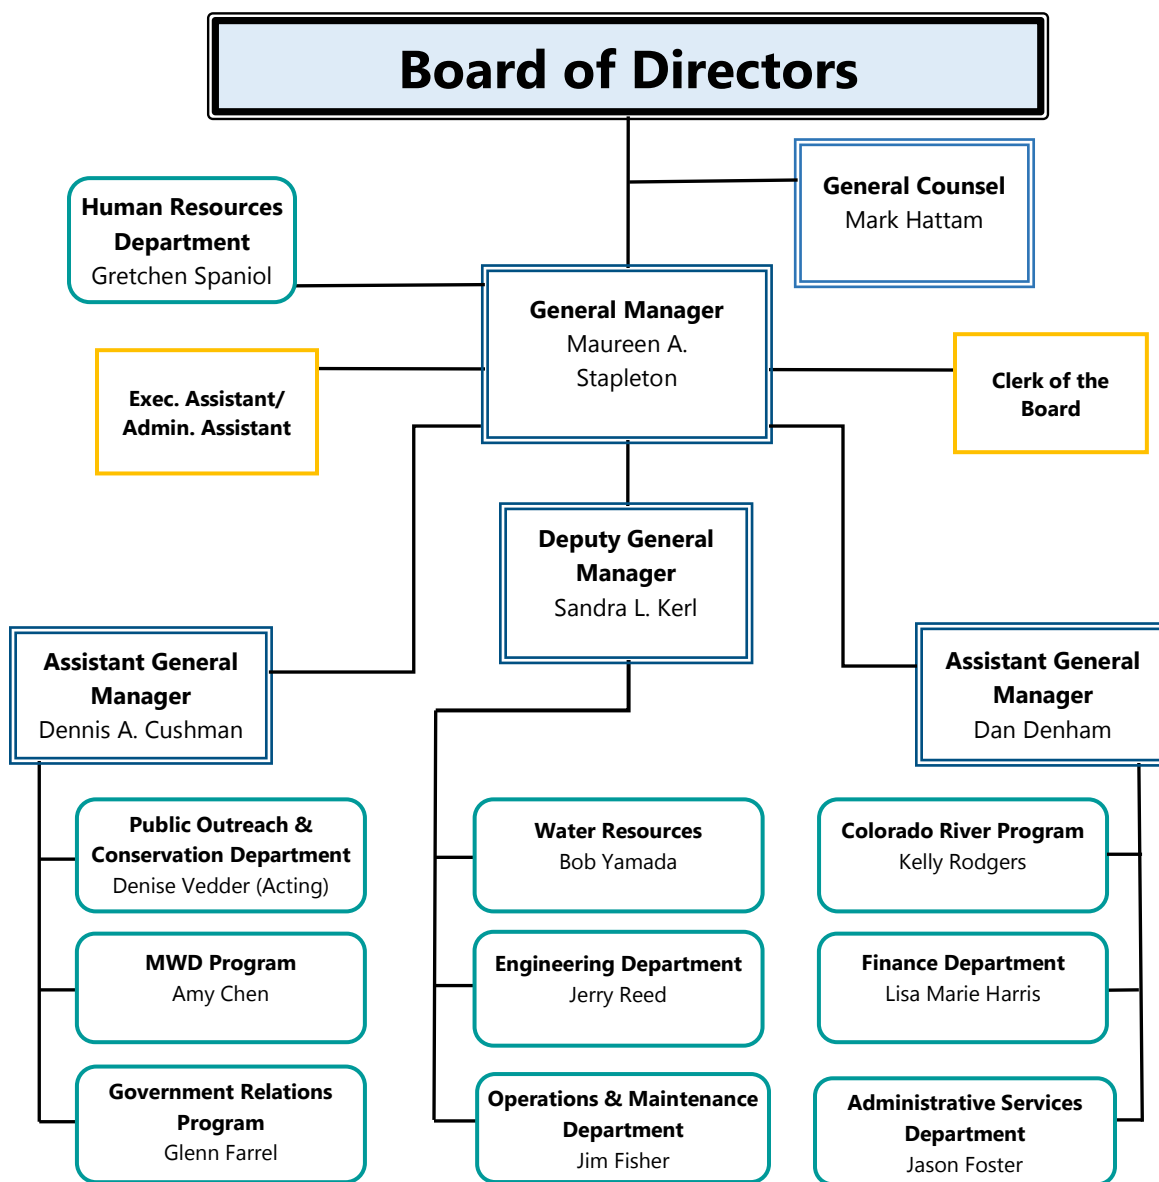 Board of Directors
General Counsel
Mark Hattam
Human Resources
Department
Gretchen Spaniol
General Manager
Maureen A.
Stapleton
Exec. Assistant/
Admin. Assistant
Clerk of the
Board
Deputy General
Manager
Sandra L. Kerl
Assistant General
Manager
Dennis A. Cushman
Assistant General
Manager
Dan Denham
Public Outreach &
Conservation Department
Denise Vedder (Acting)
Water Resources
Bob Yamada
Colorado River Program
Kelly Rodgers
MWD Program
Amy Chen
Engineering Department
Jerry Reed
Finance Department
Lisa Marie Harris
Government Relations
Program
Glenn Farrel
Operations & Maintenance
Department
Jim Fisher
Administrative Services
Department
Jason Foster